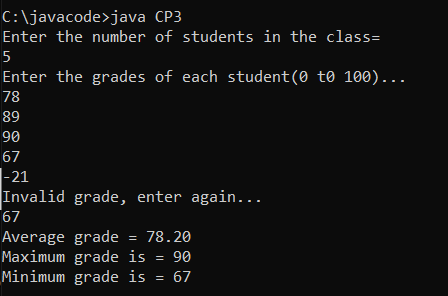 C:\javacode>java CP3
Enter the number of students in the class=
5
Enter the grades of each student(0 t0 100)...
78
89
90
67
-21
Invalid grade, enter again...
67
Average grade = 78.20
Maximum grade is = 90
Minimum grade is = 67